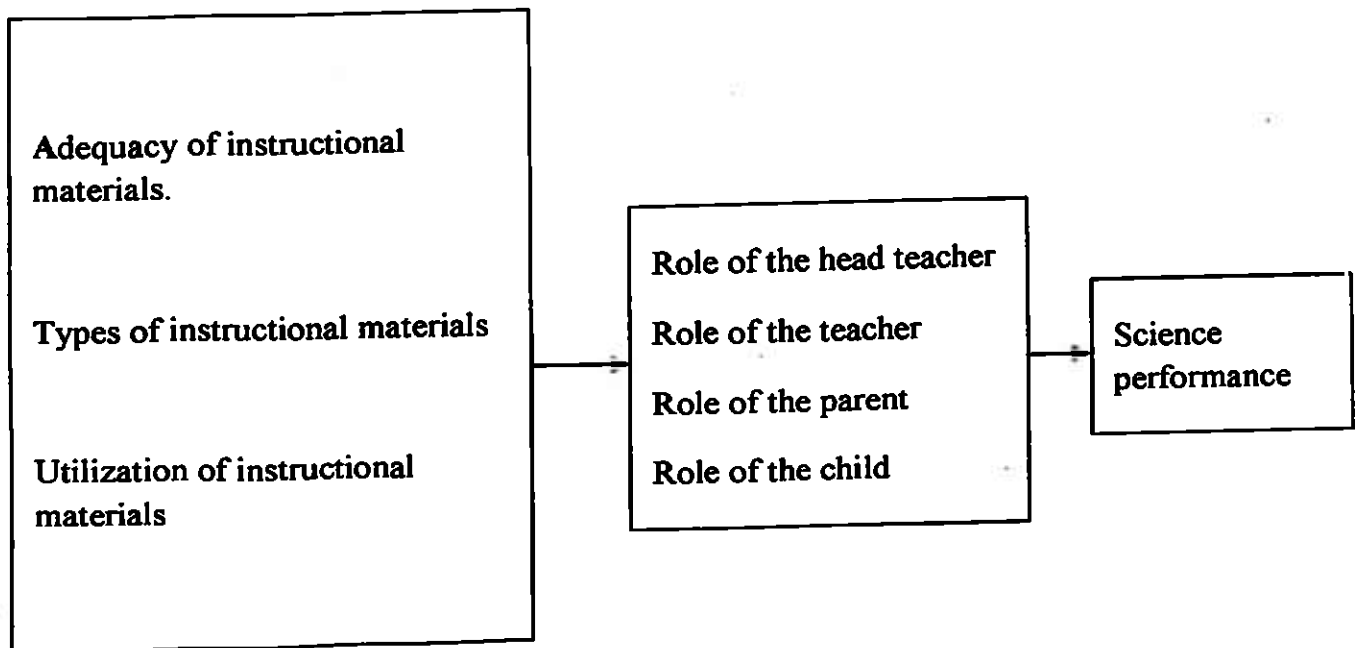 Adequacy of instructional
materials.
Types of instructional materials
Utilization of instructional
materials
Role of the head teacher
Role of the teacher
Role of the parent
Role of the child
Science
performance